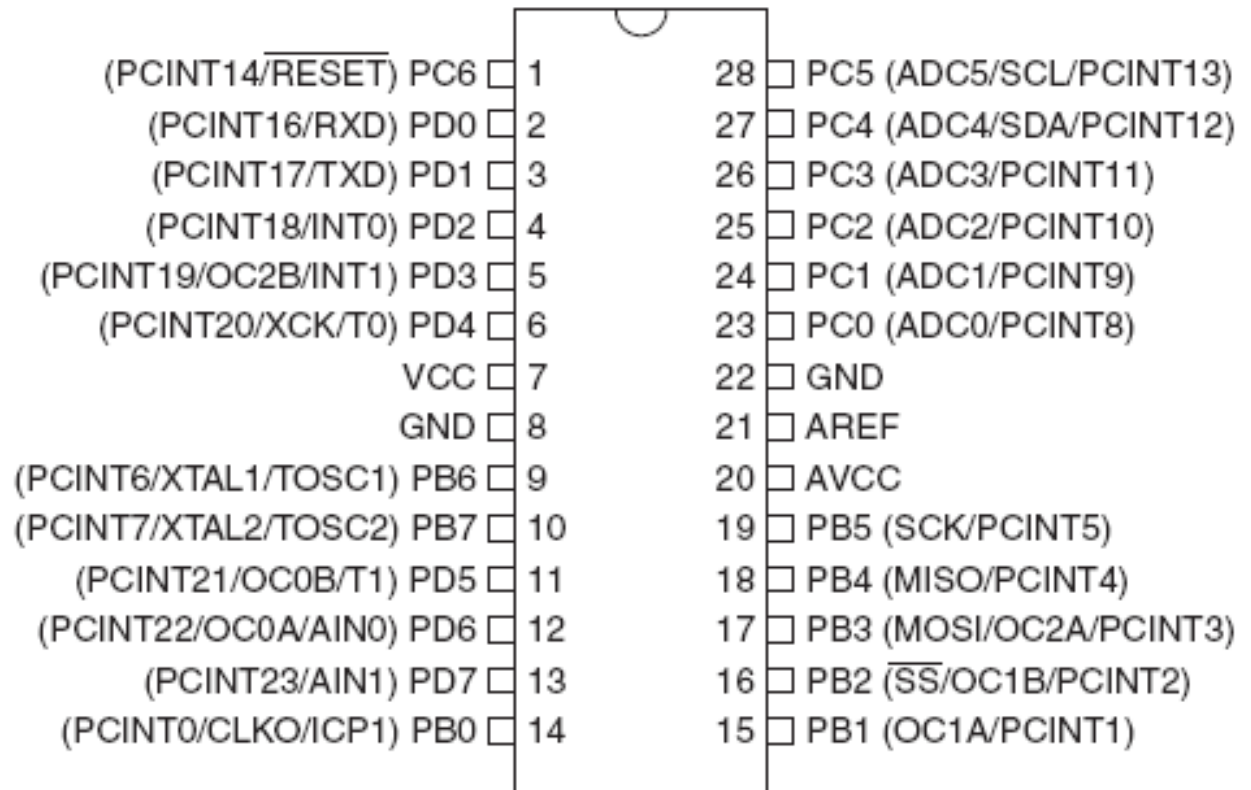 (PCINT14/RESET) PC6 1 28 PC5 (ADC5/SCL/PCINT13)
(PCINT16/RXD) PD0 2 27 PC4 (ADC4/SDA/PCINT12)
(PCINT17/TXD) PD1 3 26 PC3 (ADC3/PCINT11)
(PCINT18/INT0) PD2 4 25 PC2 (ADC2/PCINT10)
(PCINT19/OC2B/INT1) PD3 5 24 PC1 (ADC1/PCINT9)
(PCINT20/XCK/T0) PD4 6 23 PC0 (ADC0/PCINT8)
VCC 7 22 GND
GND 8 21 AREF
(PCINT6/XTAL1/TOSC1) PB6 9 20 AVCC
(PCINT7/XTAL2/TOSC2) PB7 10 19 PB5 (SCK/PCINT5)
(PCINT21/OC0B/T1) PD5 11 18 PB4 (MISO/PCINT4)
(PCINT22/OC0A/AIN0) PD6 12 17 PB3 (MOSI/OC2A/PCINT3)
(PCINT23/AIN1) PD7 13 16 PB2 (SS/OC1B/PCINT2)
(PCINT0/CLKO/ICP1) PB0 14 15 PB1 (OC1A/PCINT1)